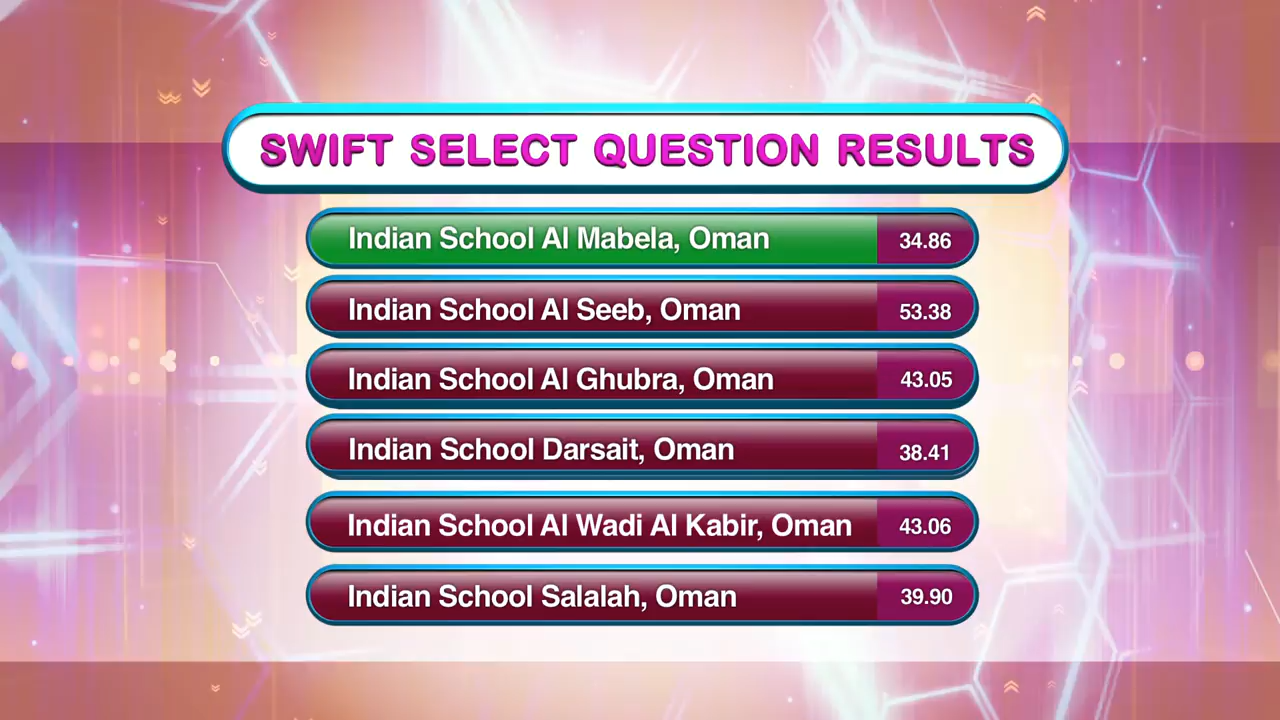 SWIFT SELECT QUESTION RESULTS
Indian School Al Mabela, Oman 34.86
Indian School Al Seeb, Oman 53.38
Indian School Al Ghubra, Oman 43.05
Indian School Darsait, Oman 38.41
Indian School Al Wadi Al Kabir, Oman 43.06
Indian School Salalah, Oman 39.90